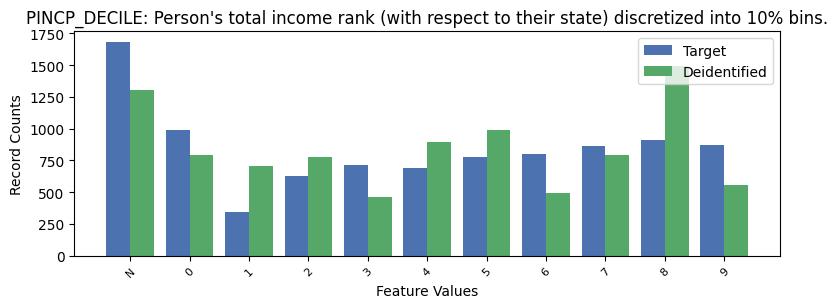 PINCP_DECILE: Person's total income rank (with respect to their state) discretized into 10% bins.
1750
1500
1250
1000
750
500
250
0
Record Counts
Target
Deidentified
N 0 1 2 3 4 5 6 7 8 9
Feature Values